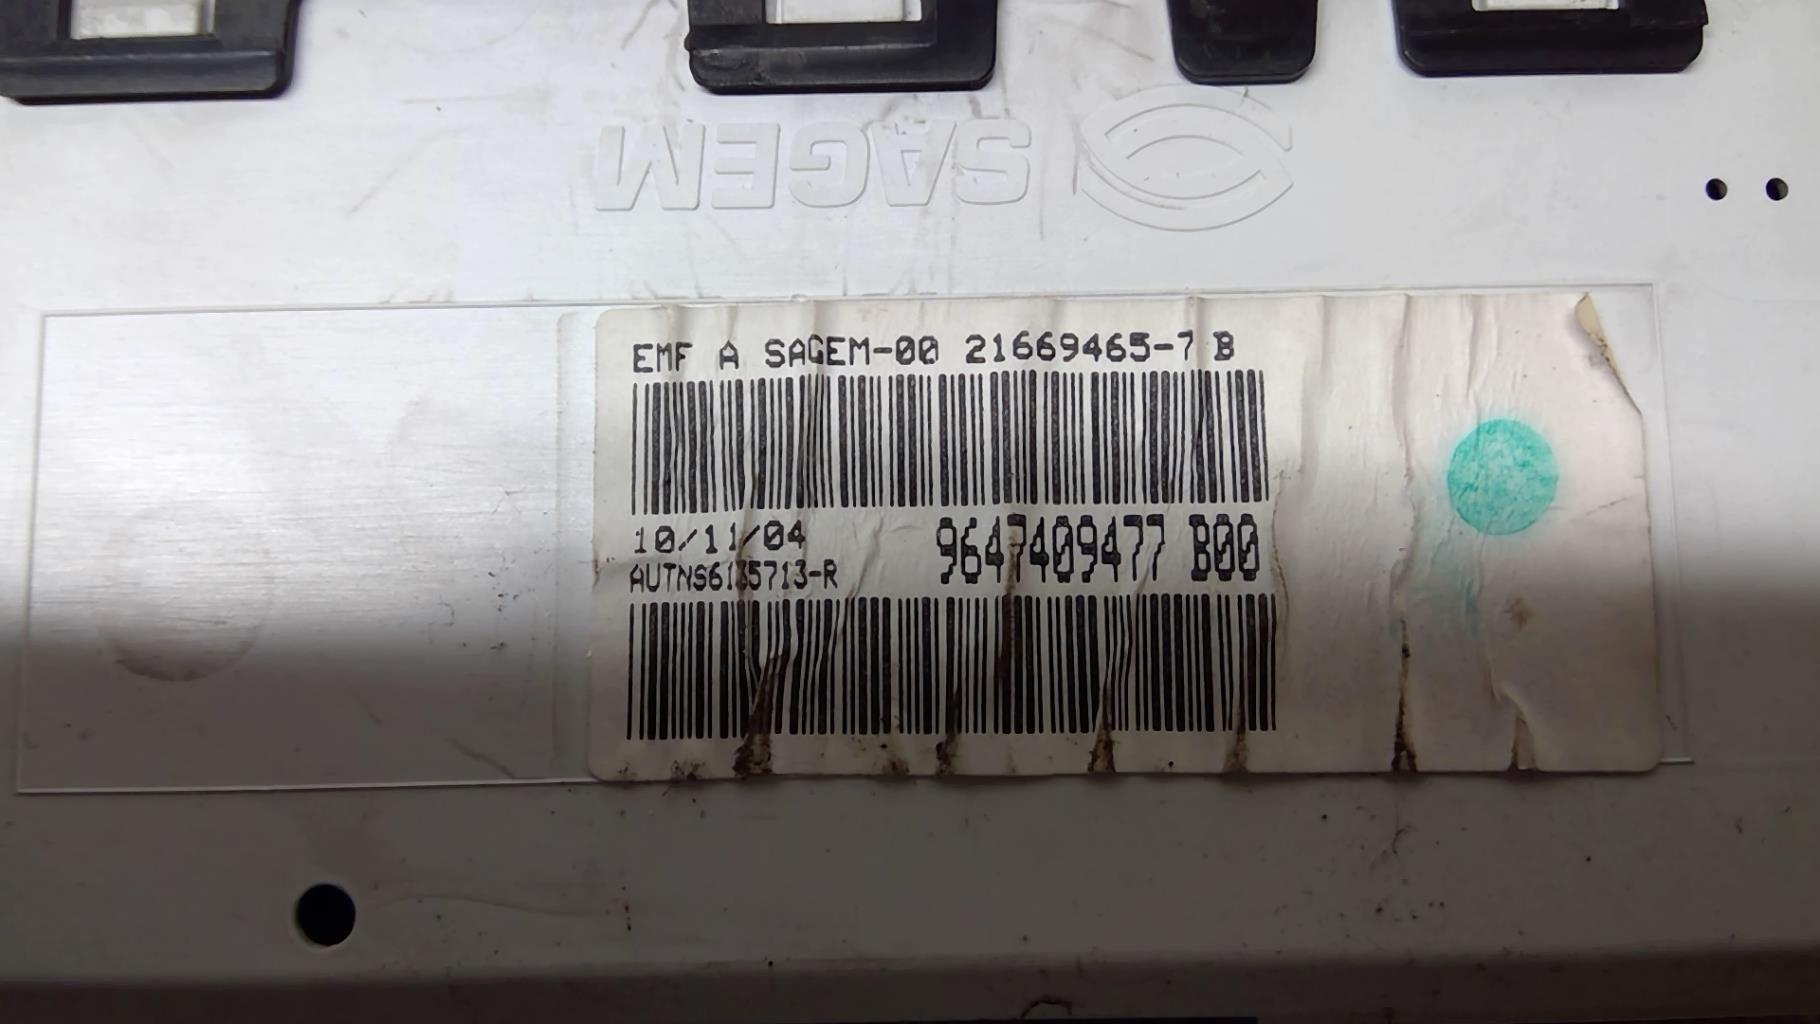 SAGEM
EMF A SAGEM-00 21669465-7 B
10/11/04
9647409477 B00
AUTNS6135713-R